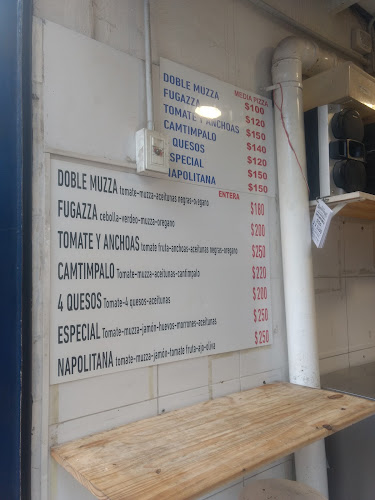 MEDIA PIZZA
DOBLE MUZZA $100
FUGAZZA $120
TOMATE Y ANCHOAS $150
CAMTIMPALO $140
QUESOS $120
SPECIAL $150
NAPOLITANA $150
ENTERA
DOBLE MUZZA tomate-muzza-aceitunas negras-orégano $180
FUGAZZA cebolla-verdeo-muzza-oregano $200
TOMATE Y ANCHOAS tomate fruta-anchoas-aceitunas negras-oregano $250
CAMTIMPALO Tomate-muzza-aceitunas-cantimpalo $220
4 QUESOS Tomate-4 quesos-aceitunas $200
ESPECIAL Tomate-muzza-jamón-huevos-morrones-aceitunas $250
NAPOLITANA tomate-muzza-jamón-tomate fruta-ajo-oliva $250